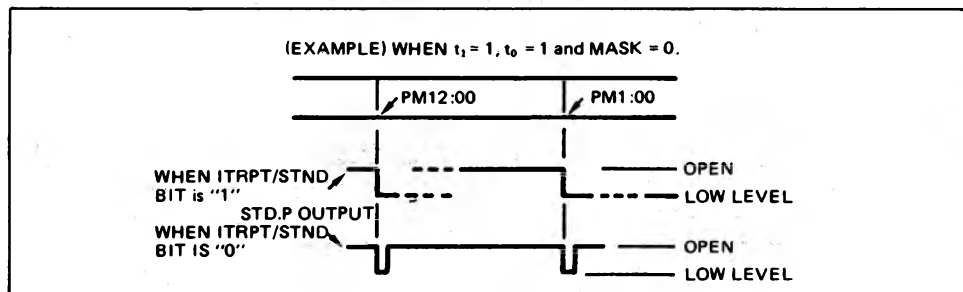 (EXAMPLE) WHEN t₁ = 1, t₀ = 1 and MASK = 0.
PM12:00
PM1:00
WHEN ITRPT/STND
BIT is "1"
OPEN
LOW LEVEL
STD.P OUTPUT
WHEN ITRPT/STND
BIT IS "0"
OPEN
LOW LEVEL